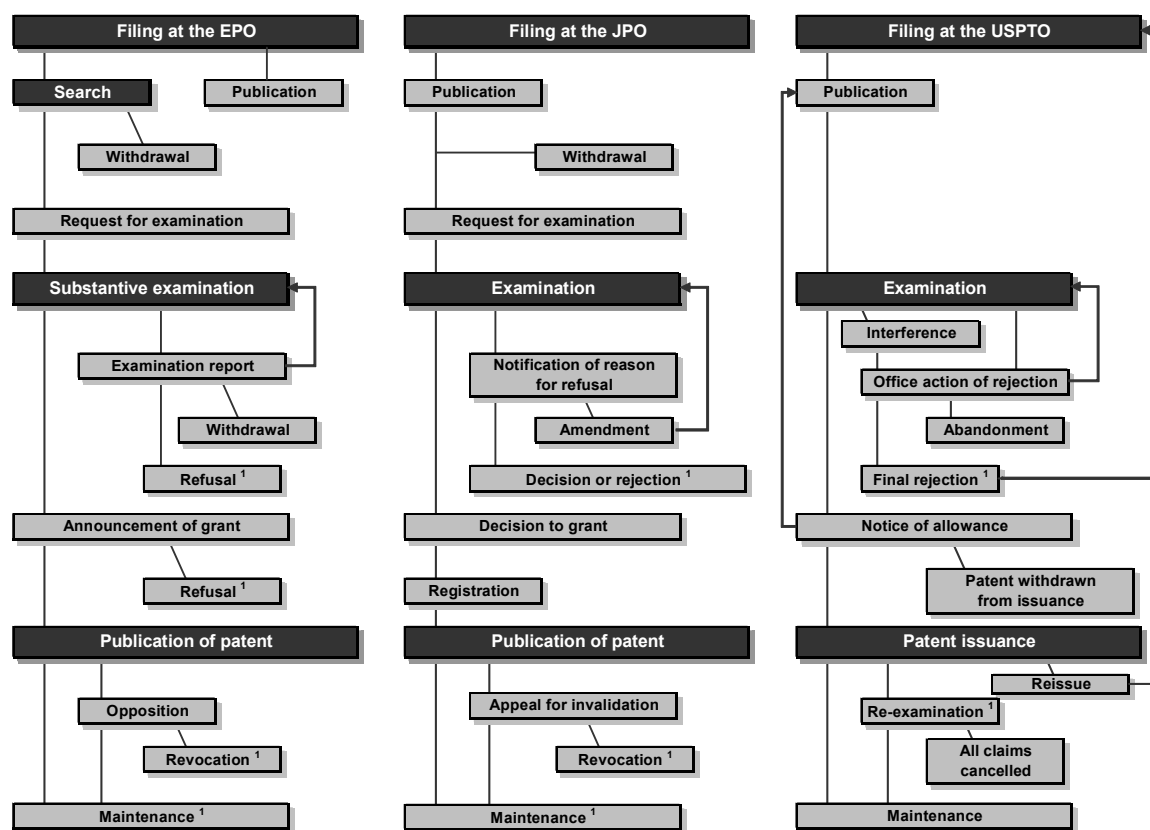 Filing at the EPO
Search
Publication
Withdrawal
Request for examination
Substantive examination
Examination report
Withdrawal
Refusal 1
Announcement of grant
Refusal 1
Publication of patent
Opposition
Revocation 1
Maintenance 1
Filing at the JPO
Publication
Withdrawal
Request for examination
Examination
Notification of reason
for refusal
Amendment
Decision or rejection 1
Decision to grant
Registration
Publication of patent
Appeal for invalidation
Revocation 1
Maintenance 1
Filing at the USPTO
Publication
Examination
Interference
Office action of rejection
Abandonment
Final rejection 1
Notice of allowance
Patent withdrawn
from issuance
Patent issuance
Reissue
Re-examination 1
All claims
cancelled
Maintenance